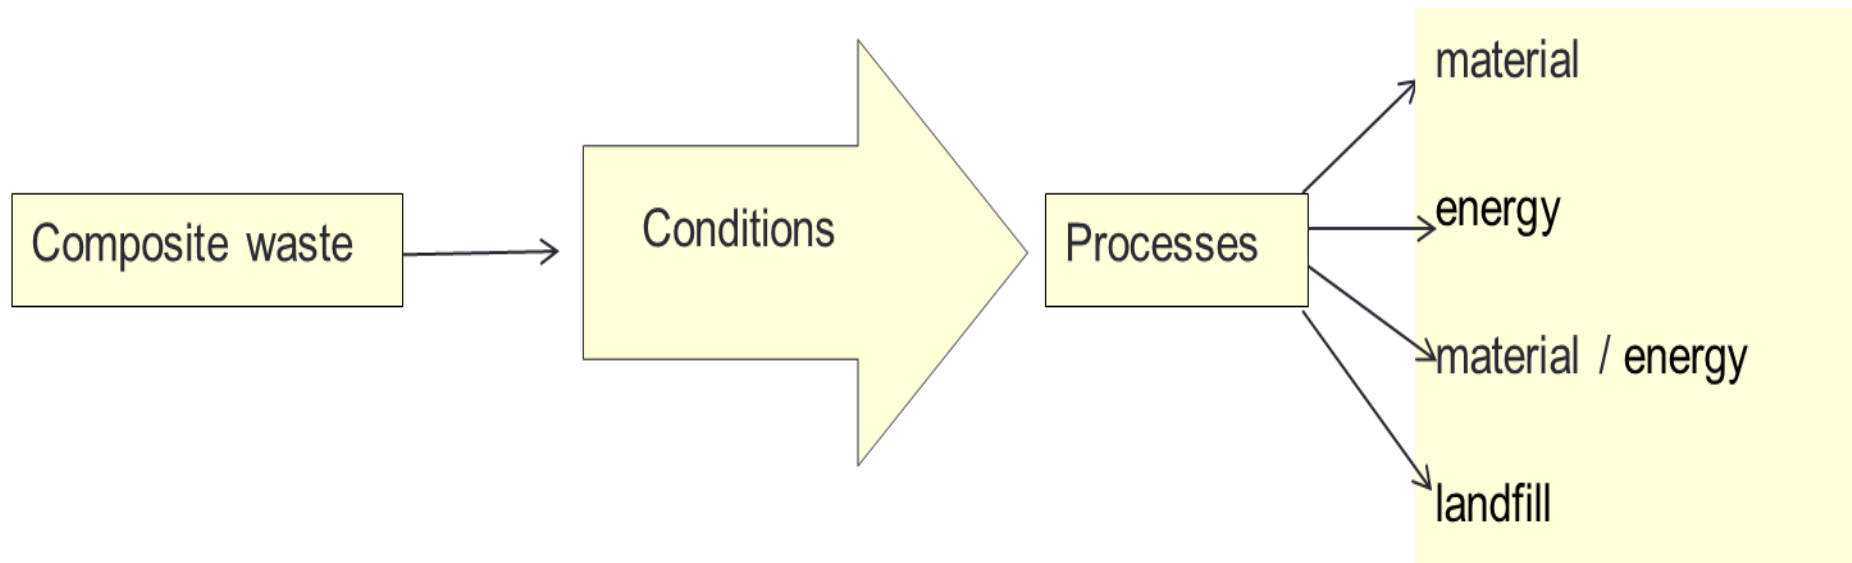 Composite waste
Conditions
Processes
material
energy
material / energy
landfill